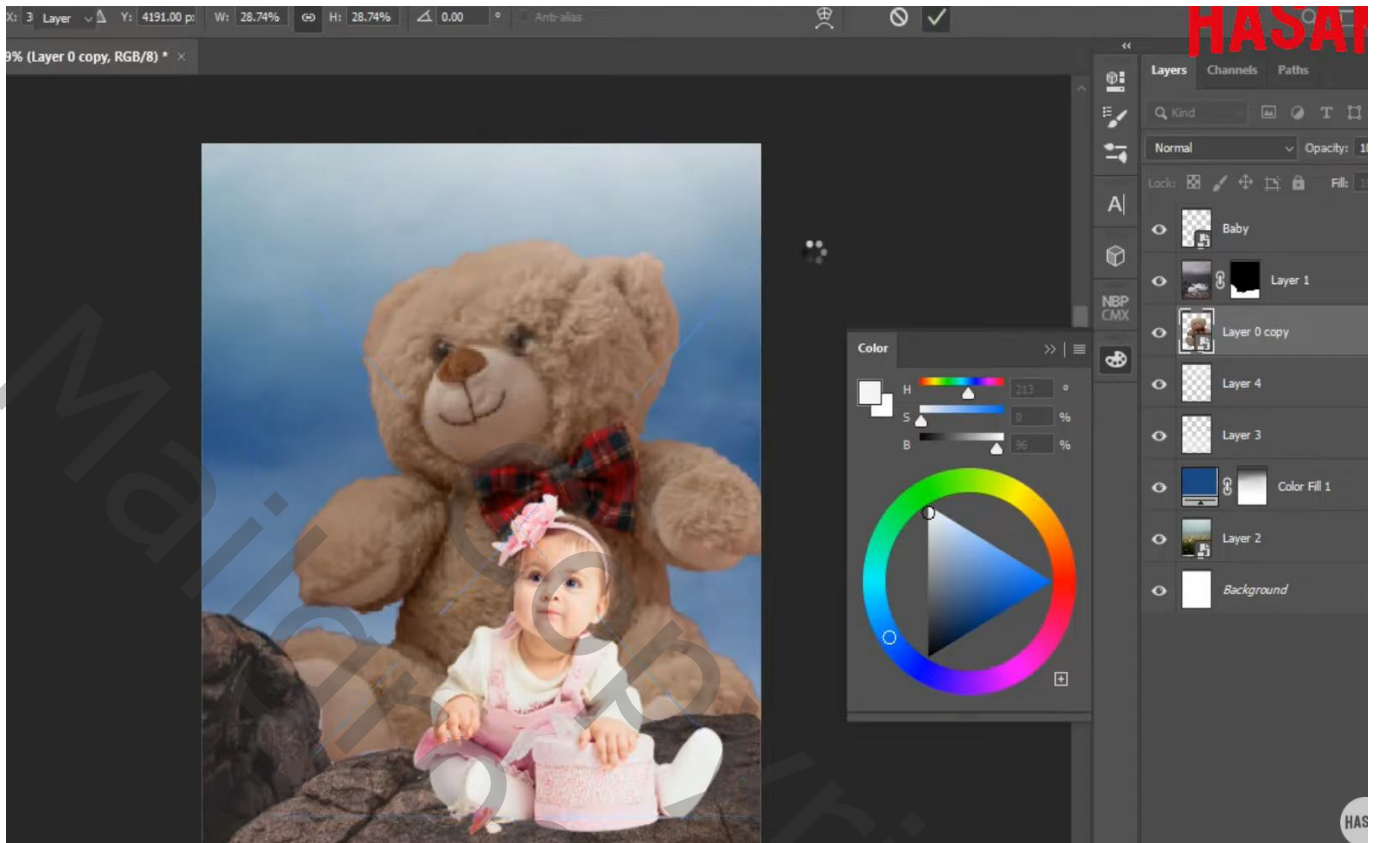 X: 3 Layer Y: 4191.00 p: W: 28.74% H: 28.74% 0.00 ° Anti-alias
HASAN
9% (Layer 0 copy, RGB/8) * ×
Layers Channels Paths
Kind
Normal Opacity: 10
Lock: Fill:
Baby
Layer 1
NBP
CMX
Layer 0 copy
Color
H 213 °
S 0 %
B 96 %
Layer 4
Layer 3
Color Fill 1
Layer 2
Background
HAS